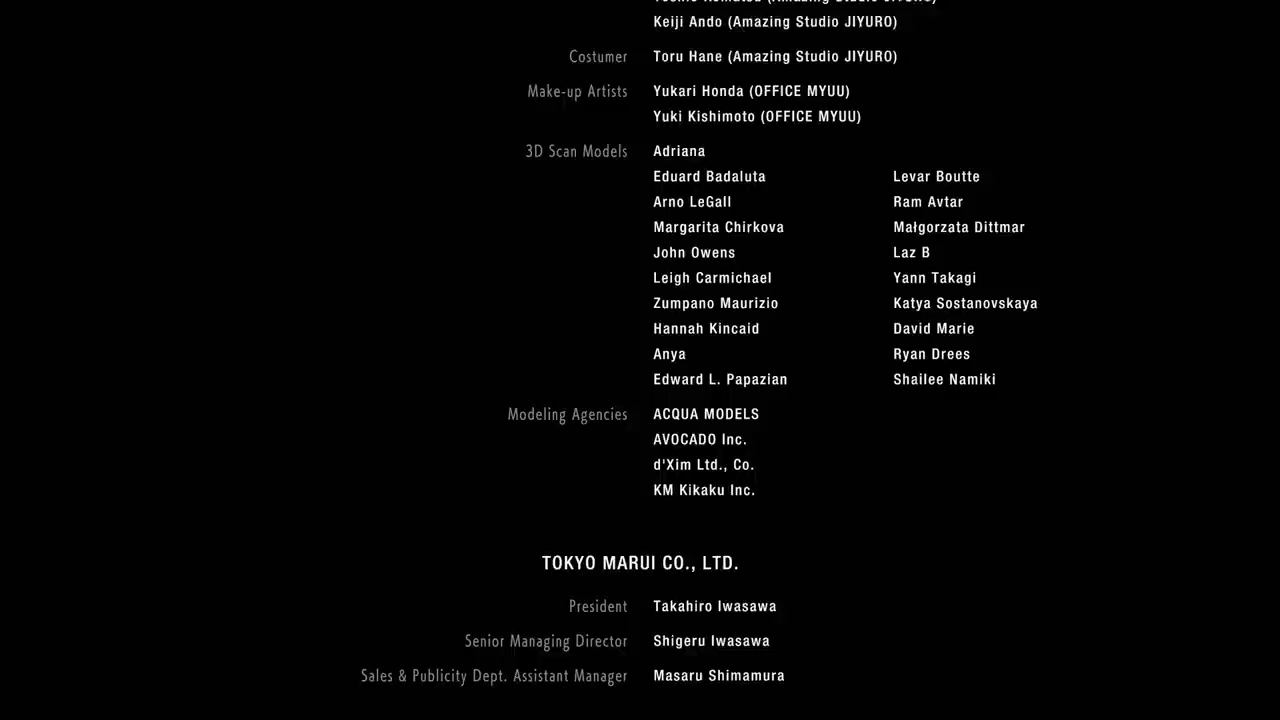 Keiji Ando (Amazing Studio JIYURO)
Costumer Toru Hane (Amazing Studio JIYURO)
Make-up Artists Yukari Honda (OFFICE MYUU)
Yuki Kishimoto (OFFICE MYUU)
3D Scan Models Adriana
Eduard Badaluta Levar Boutte
Arno LeGall Ram Avtar
Margarita Chirkova Małgorzata Dittmar
John Owens Laz B
Leigh Carmichael Yann Takagi
Zumpano Maurizio Katya Sostanovskaya
Hannah Kincaid David Marie
Anya Ryan Drees
Edward L. Papazian Shailee Namiki
Modeling Agencies ACQUA MODELS
AVOCADO Inc.
d'Xim Ltd., Co.
KM Kikaku Inc.
TOKYO MARUI CO., LTD.
President Takahiro Iwasawa
Senior Managing Director Shigeru Iwasawa
Sales & Publicity Dept. Assistant Manager Masaru Shimamura